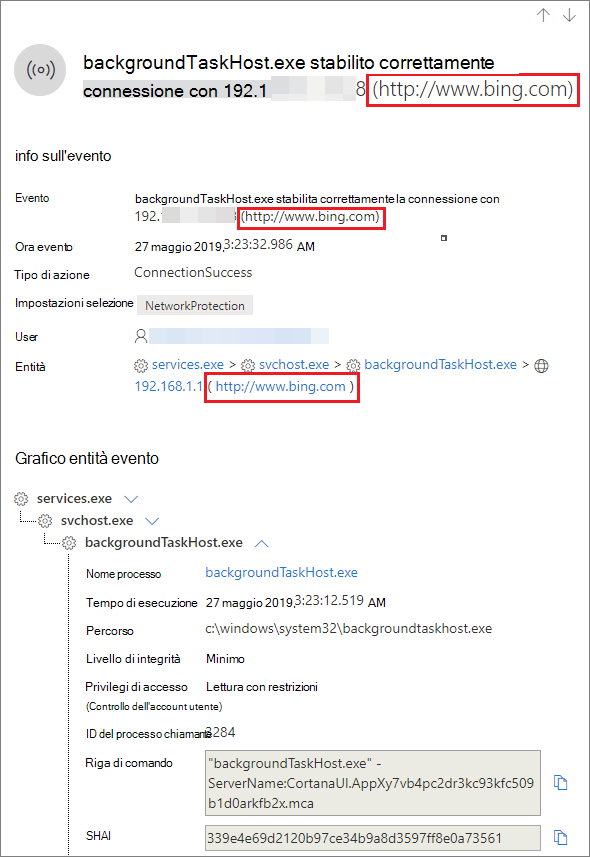 backgroundTaskHost.exe stabilito correttamente
connessione con 192.1 8 (http://www.bing.com)
info sull'evento
Evento backgroundTaskHost.exe stabilita correttamente la connessione con
192. (http://www.bing.com)
Ora evento 27 maggio 2019,3:23:32.986 AM
Tipo di azione ConnectionSuccess
Impostazioni selezione NetworkProtection
User
Entità services.exe > svchost.exe > backgroundTaskHost.exe >
192.168.1.1 ( http://www.bing.com )
Grafico entità evento
services.exe
svchost.exe
backgroundTaskHost.exe
Nome processo backgroundTaskHost.exe
Tempo di esecuzione 27 maggio 2019,3:23:12.519 AM
Percorso c:\windows\system32\backgroundtaskhost.exe
Livello di integrità Minimo
Privilegi di accesso Lettura con restrizioni
(Controllo dell'account utente)
ID del processo chiamante 3284
Riga di comando "backgroundTaskHost.exe" -
ServerName:CortanaUI.AppXy7vb4pc2dr3kc93kfc509
b1d0arkfb2x.mca
SHAI 339e4e69d2120b97ce34b9a8d3597ff8e0a73561